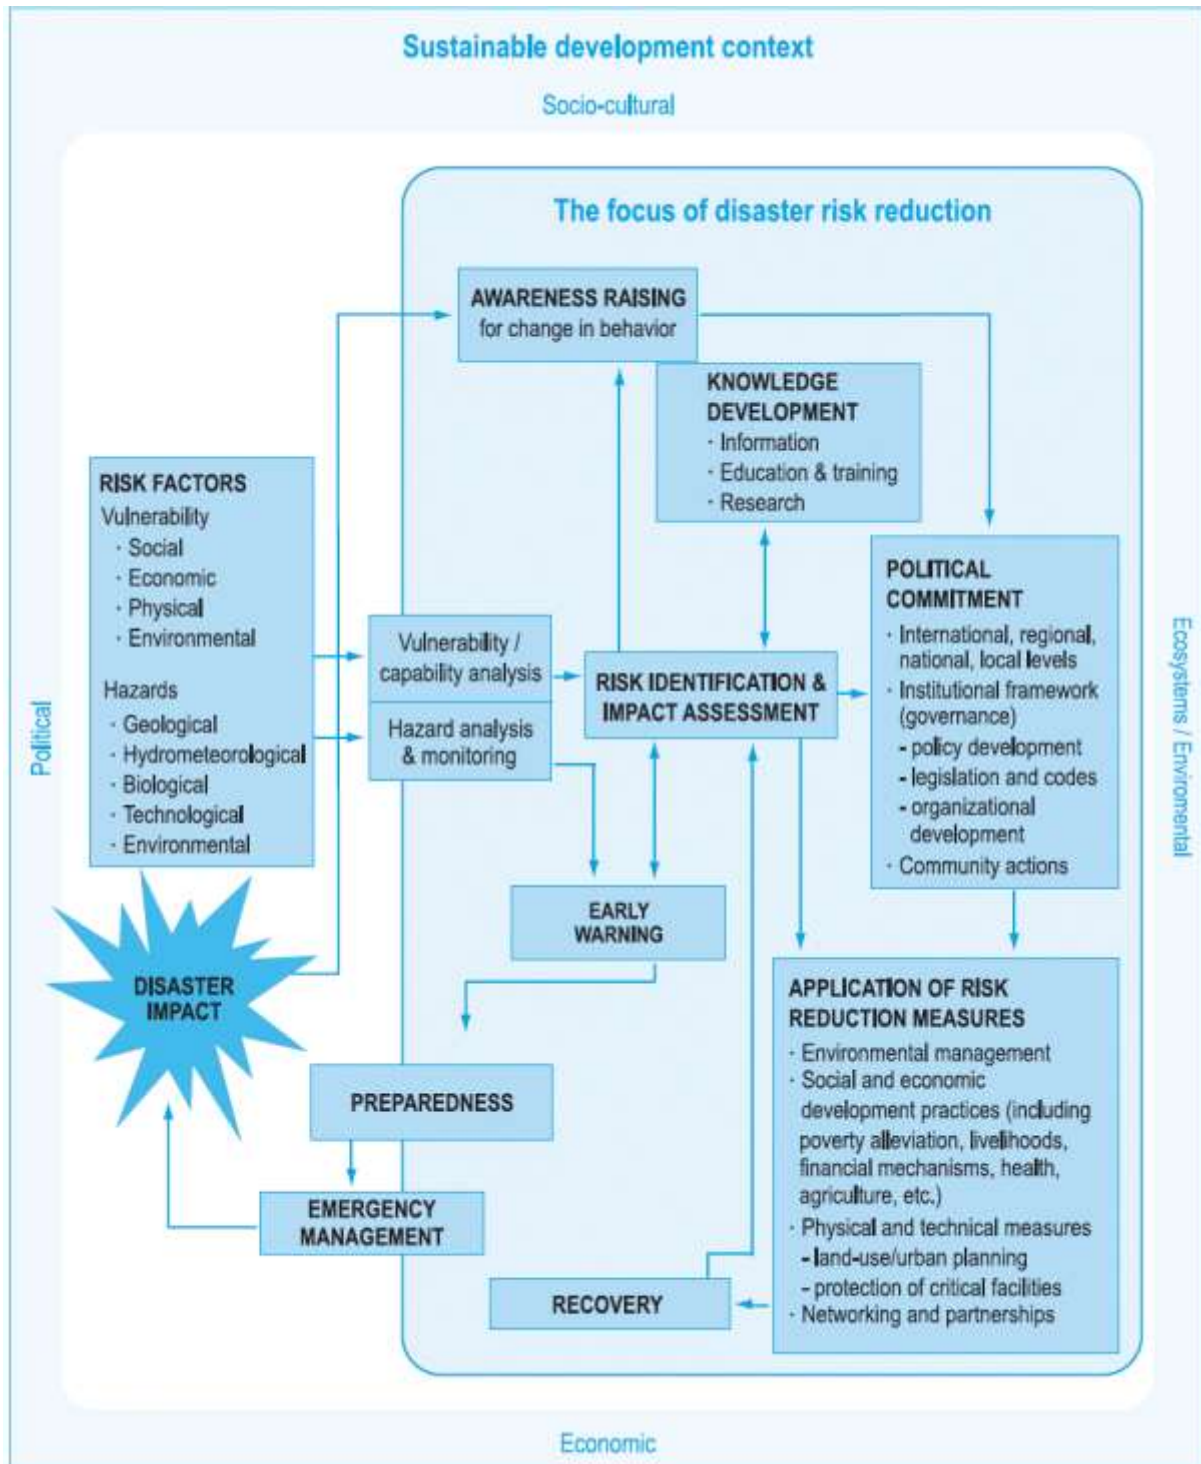 Sustainable development context
Socio-cultural
The focus of disaster risk reduction
AWARENESS RAISING
for change in behavior
KNOWLEDGE
DEVELOPMENT
· Information
· Education & training
· Research
RISK FACTORS
Vulnerability
· Social
· Economic
· Physical
· Environmental
Hazards
· Geological
· Hydrometeorological
· Biological
· Technological
· Environmental
Vulnerability /
capability analysis
Hazard analysis
& monitoring
RISK IDENTIFICATION &
IMPACT ASSESSMENT
POLITICAL
COMMITMENT
· International, regional,
national, local levels
· Institutional framework
(governance)
- policy development
- legislation and codes
- organizational
development
· Community actions
Political
Ecosystems / Enviromental
EARLY
WARNING
DISASTER
IMPACT
APPLICATION OF RISK
REDUCTION MEASURES
· Environmental management
· Social and economic
development practices (including
poverty alleviation, livelihoods,
financial mechanisms, health,
agriculture, etc.)
· Physical and technical measures
- land-use/urban planning
- protection of critical facilities
· Networking and partnerships
PREPAREDNESS
EMERGENCY
MANAGEMENT
RECOVERY
Economic